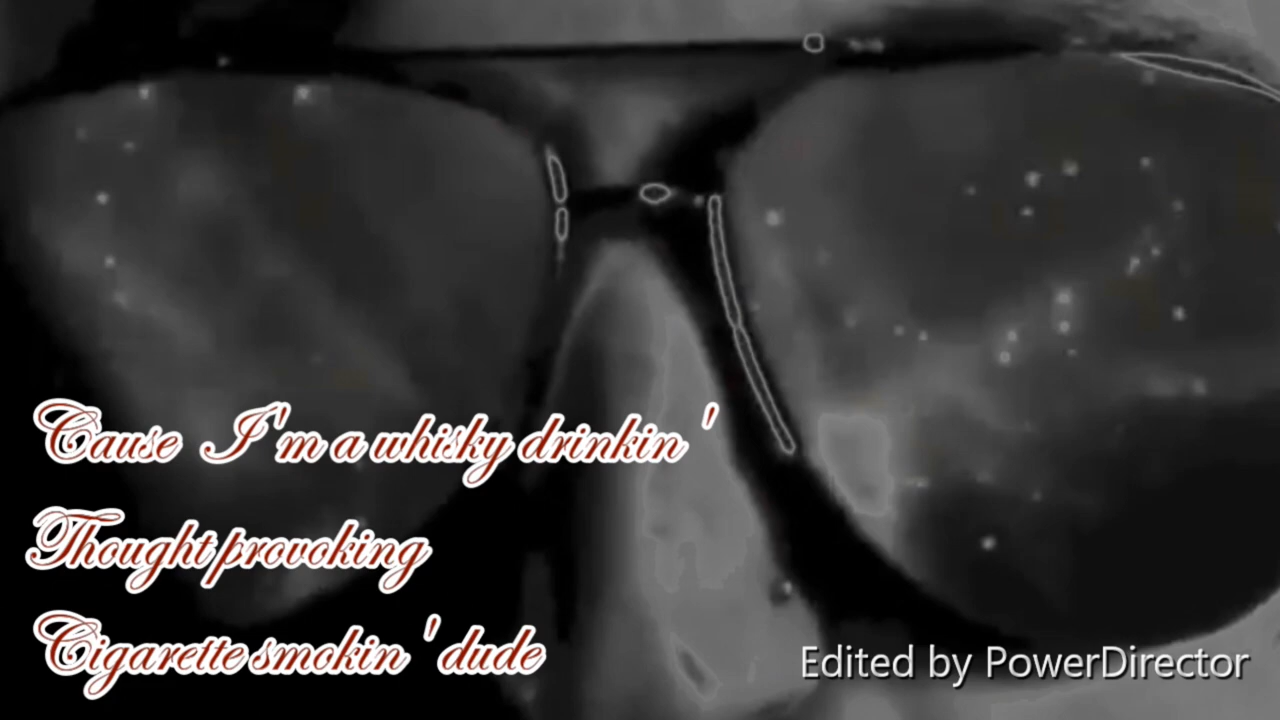 'Cause I'm a whisky drinkin'
Thought provoking
Cigarette smokin' dude
Edited by PowerDirector